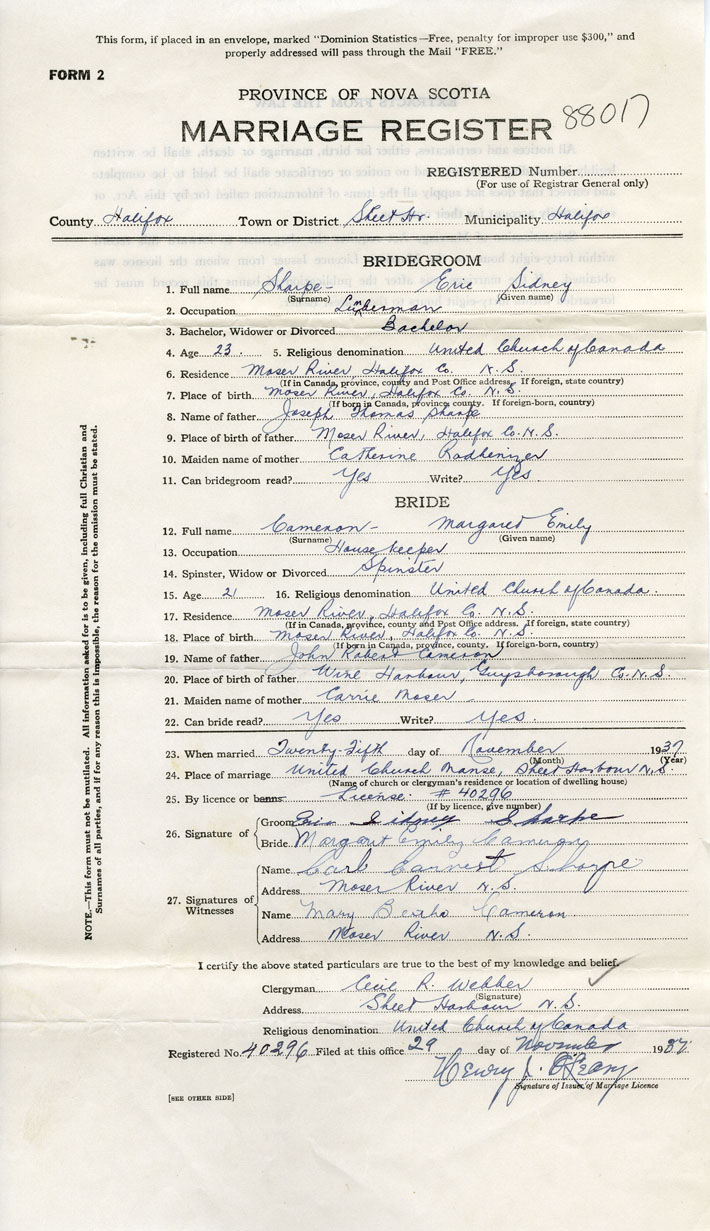 This form, if placed in an envelope, marked "Dominion Statistics—Free, penalty for improper use $300," and
properly addressed will pass through the Mail "FREE."
FORM 2
PROVINCE OF NOVA SCOTIA
MARRIAGE REGISTER 88017
REGISTERED Number
(For use of Registrar General only)
County Halifax Town or District Sheet Hr. Municipality Halifax
BRIDEGROOM
1. Full name Sharpe - Eric Sidney
(Surname) (Given name)
2. Occupation Lumberman
3. Bachelor, Widower or Divorced Bachelor
4. Age 23. 5. Religious denomination United Church of Canada
6. Residence Moser River, Halifax Co. N.S.
(If in Canada, province, county and Post Office address. If foreign, state country)
7. Place of birth Moser River, Halifax Co. N.S.
(If born in Canada, province, county. If foreign-born, country)
8. Name of father Joseph Thomas Sharpe
9. Place of birth of father Moser River, Halifax Co. N.S.
10. Maiden name of mother Catherine Rodhenizer
11. Can bridegroom read? Yes Write? Yes.
BRIDE
12. Full name Cameron - Margaret Emily
(Surname) (Given name)
13. Occupation House keeper
14. Spinster, Widow or Divorced Spinster
15. Age 21 16. Religious denomination United Church of Canada.
17. Residence Moser River, Halifax Co. N.S.
(If in Canada, province, county and Post Office address. If foreign, state country)
18. Place of birth Moser River, Halifax Co. N.S.
(If born in Canada, province, county. If foreign-born, country)
19. Name of father John Robert Cameron
20. Place of birth of father Wine Harbour, Guysborough Co. N.S.
21. Maiden name of mother Carrie Moser
22. Can bride read? Yes Write? Yes.
23. When married Twenty-Fifth day of November 1937
(Month) (Year)
24. Place of marriage United Church Manse, Sheet Harbour N.S.
(Name of church or clergyman's residence or location of dwelling house)
25. By licence or banns License. # 40296
(If by licence, give number)
26. Signature of
Groom Eric Sidney Sharpe
Bride Margaret Emily Cameron
27. Signatures of Witnesses
Name Carl Earnest Sharpe
Address Moser River N.S.
Name Mary Bertha Cameron
Address Moser River N.S.
I certify the above stated particulars are true to the best of my knowledge and belief.
Clergyman Cecil R. Webber
(Signature)
Address Sheet Harbour N.S.
Religious denomination United Church of Canada
Registered No. 40296 Filed at this office 29 day of November 1937.
Henry J. O'Leary
Signature of Issuer of Marriage Licence
[SEE OTHER SIDE]
NOTE.—This form must not be mutilated. All information asked for is to be given, including full Christian and
Surnames of all parties, and if for any reason this is impossible, the reason for the omission must be stated.